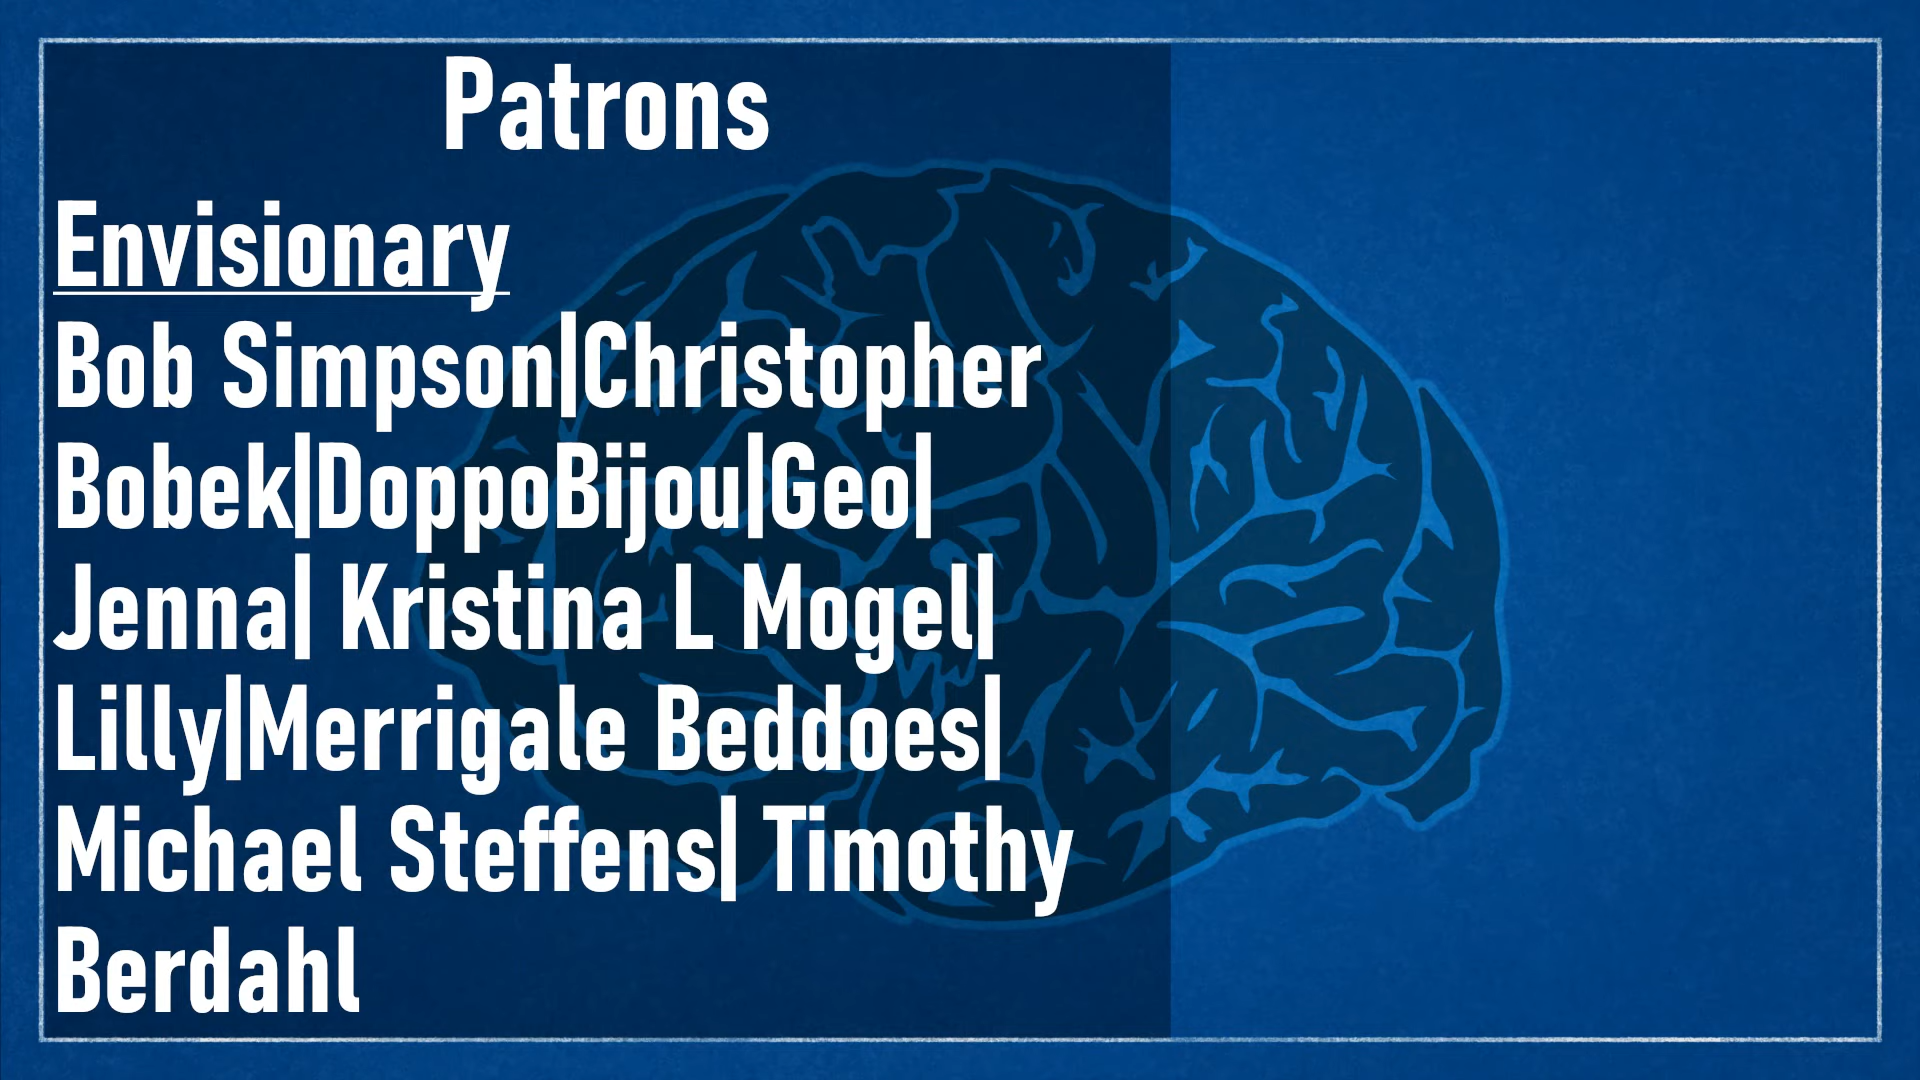 Patrons
Envisionary
Bob Simpson|Christopher
Bobek|DoppoBijou|Geo|
Jenna| Kristina L Mogel|
Lilly|Merrigale Beddoes|
Michael Steffens| Timothy
Berdahl